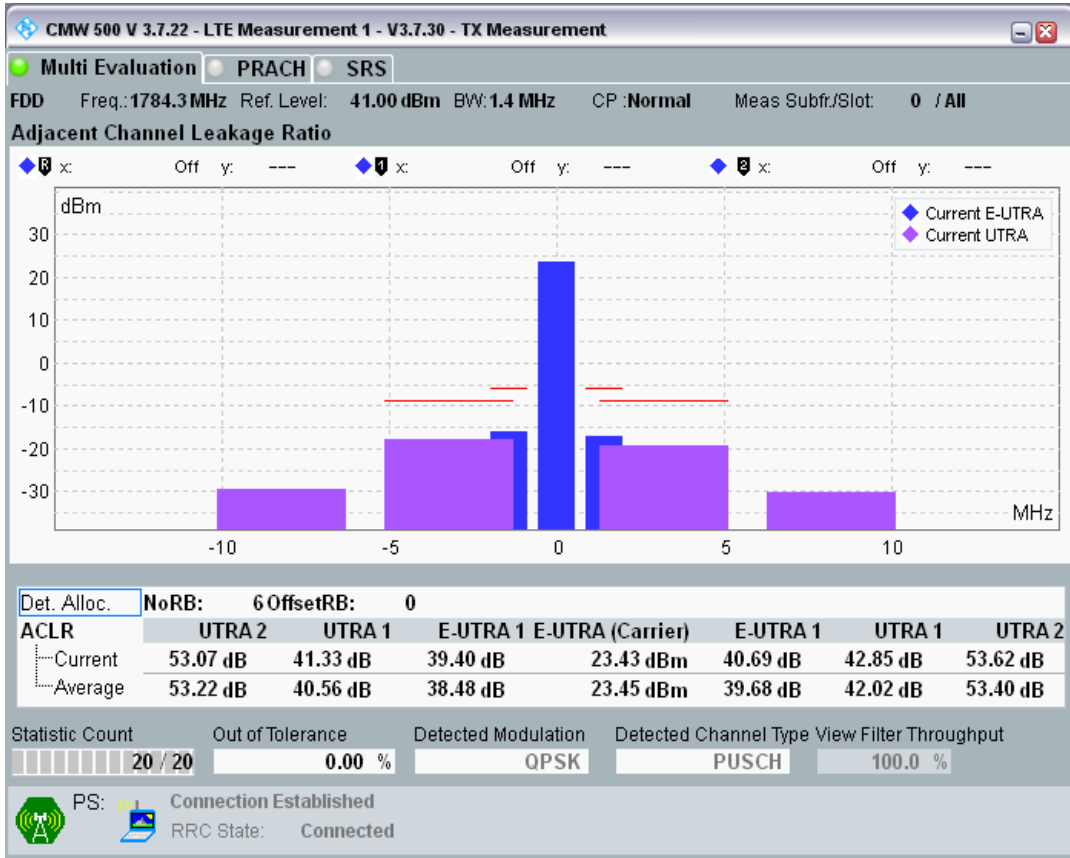 CMW 500 V 3.7.22 - LTE Measurement 1 - V3.7.30 - TX Measurement
Multi Evaluation PRACH SRS
FDD Freq.:1784.3 MHz Ref. Level: 41.00 dBm BW: 1.4 MHz CP :Normal Meas Subfr./Slot: 0 / All
Adjacent Channel Leakage Ratio
R x: Off y: --- 1 x: Off y: --- 2 x: Off y: ---
dBm
Current E-UTRA
Current UTRA
30
20
10
0
-10
-20
-30
MHz
-10 -5 0 5 10
Det. Alloc. NoRB: 6 OffsetRB: 0
ACLR UTRA 2 UTRA 1 E-UTRA 1 E-UTRA (Carrier) E-UTRA 1 UTRA 1 UTRA 2
Current 53.07 dB 41.33 dB 39.40 dB 23.43 dBm 40.69 dB 42.85 dB 53.62 dB
Average 53.22 dB 40.56 dB 38.48 dB 23.45 dBm 39.68 dB 42.02 dB 53.40 dB
Statistic Count Out of Tolerance Detected Modulation Detected Channel Type View Filter Throughput
20 / 20 0.00 % QPSK PUSCH 100.0 %
PS: Connection Established
RRC State: Connected